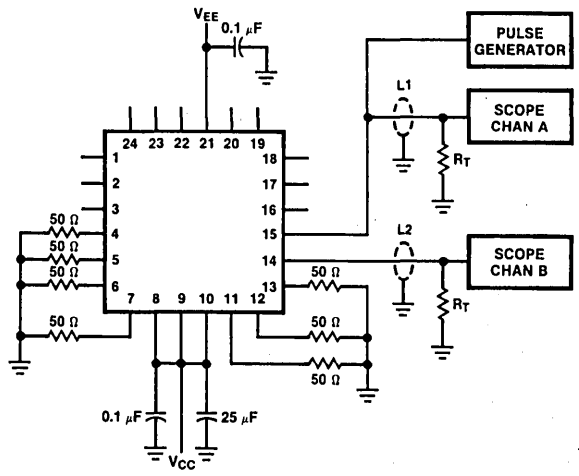 VEE
0.1 μF
PULSE
GENERATOR
L1
SCOPE
CHAN A
RT
24 23 22 21 20 19
1
2
3
4
5
6
18
17
16
15
14
13
50 Ω
50 Ω
50 Ω
50 Ω
L2
SCOPE
CHAN B
RT
50 Ω
7 8 9 10 11 12
50 Ω
50 Ω
0.1 μF
25 μF
VCC